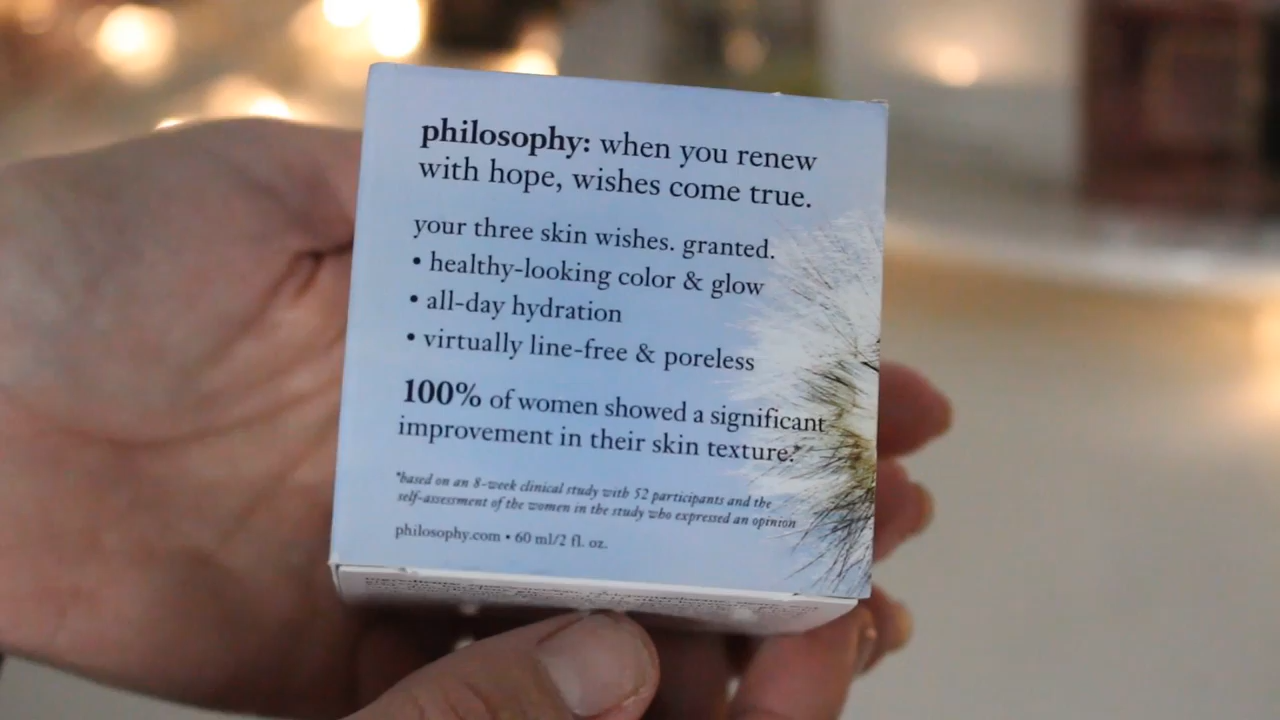 philosophy: when you renew
with hope, wishes come true.
your three skin wishes. granted.
• healthy-looking color & glow
• all-day hydration
• virtually line-free & poreless
100% of women showed a significant
improvement in their skin texture.*
*based on an 8-week clinical study with 52 participants and the
self-assessment of the women in the study who expressed an opinion
philosophy.com • 60 ml/2 fl. oz.